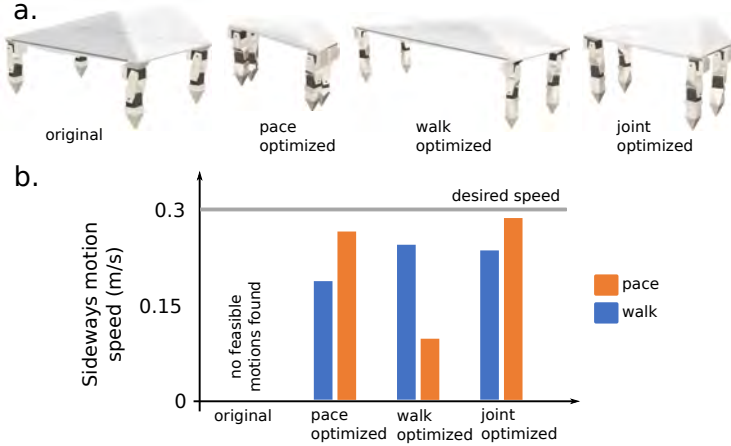 a.
original
pace
optimized
walk
optimized
joint
optimized
b.
desired speed
0.3
Sideways motion
speed (m/s)
0.15
no feasible
motions found
pace
walk
0
original
pace
optimized
walk
optimized
joint
optimized